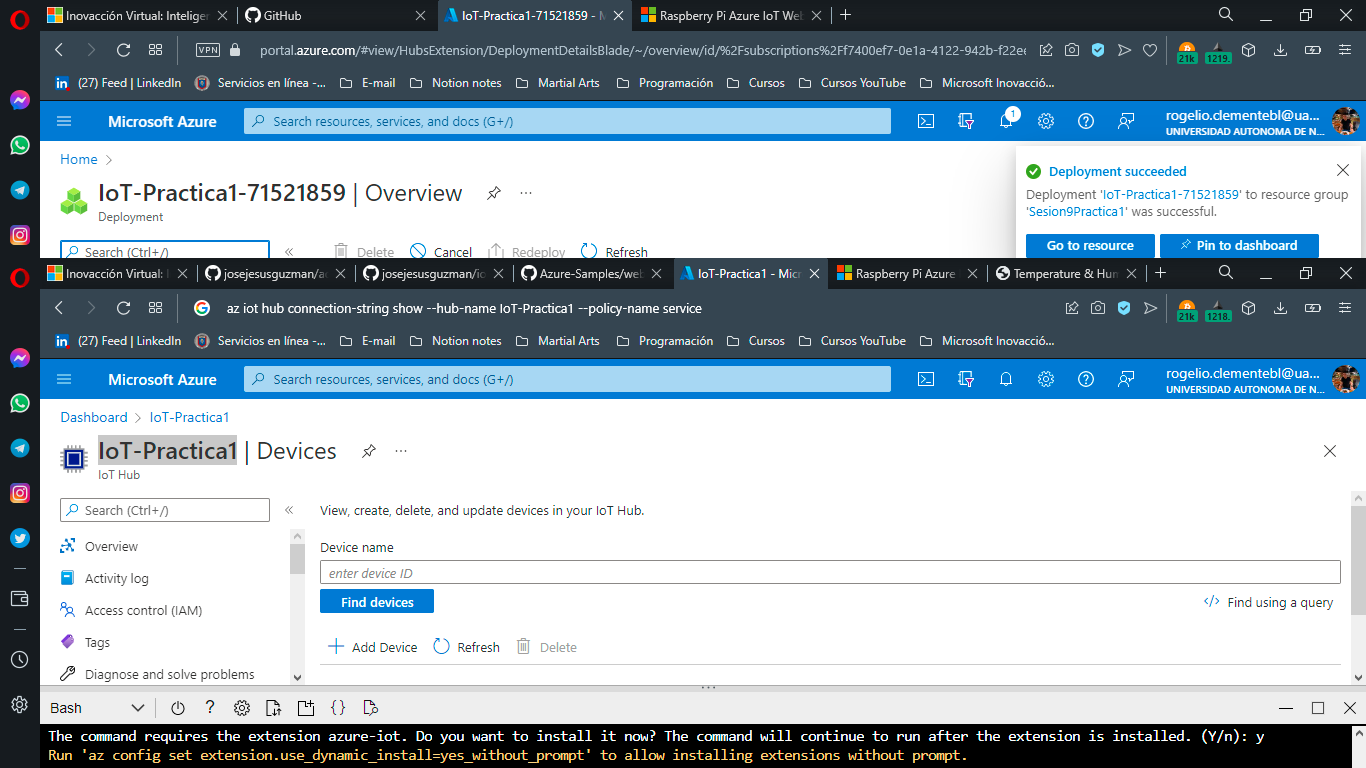 Inovacción Virtual: Inteliger
GitHub
IoT-Practica1-71521859 - M
Raspberry Pi Azure IoT Web
VPN
portal.azure.com/#view/HubsExtension/DeploymentDetailsBlade/~/overview/id/%2Fsubscriptions%2Ff7400ef7-0e1a-4122-942b-f22ee
21k
1219.
(27) Feed | LinkedIn
Servicios en línea -...
E-mail
Notion notes
Martial Arts
Programación
Cursos
Cursos YouTube
Microsoft Inovacció...
Microsoft Azure
Search resources, services, and docs (G+/)
1
rogelio.clementebl@ua...
UNIVERSIDAD AUTONOMA DE N...
Home
IoT-Practica1-71521859 | Overview
Deployment
Deployment succeeded
Deployment 'IoT-Practica1-71521859' to resource group
'Sesion9Practica1' was successful.
Go to resource
Pin to dashboard
Search (Ctrl+/)
Delete
Cancel
Redeploy
Refresh
Inovacción Virtual:
josejesusguzman/ac
josejesusguzman/io
Azure-Samples/web
IoT-Practica1 - Micr
Raspberry Pi Azure
Temperature & Hum
az iot hub connection-string show --hub-name IoT-Practica1 --policy-name service
21k
1218.
(27) Feed | LinkedIn
Servicios en línea -...
E-mail
Notion notes
Martial Arts
Programación
Cursos
Cursos YouTube
Microsoft Inovacció...
Microsoft Azure
Search resources, services, and docs (G+/)
rogelio.clementebl@ua...
UNIVERSIDAD AUTONOMA DE N...
Dashboard
IoT-Practica1
IoT-Practica1 | Devices
IoT Hub
Search (Ctrl+/)
Overview
Activity log
Access control (IAM)
Tags
Diagnose and solve problems
View, create, delete, and update devices in your IoT Hub.
Device name
enter device ID
Find devices
Find using a query
Add Device
Refresh
Delete
Bash
The command requires the extension azure-iot. Do you want to install it now? The command will continue to run after the extension is installed. (Y/n): y
Run 'az config set extension.use_dynamic_install=yes_without_prompt' to allow installing extensions without prompt.